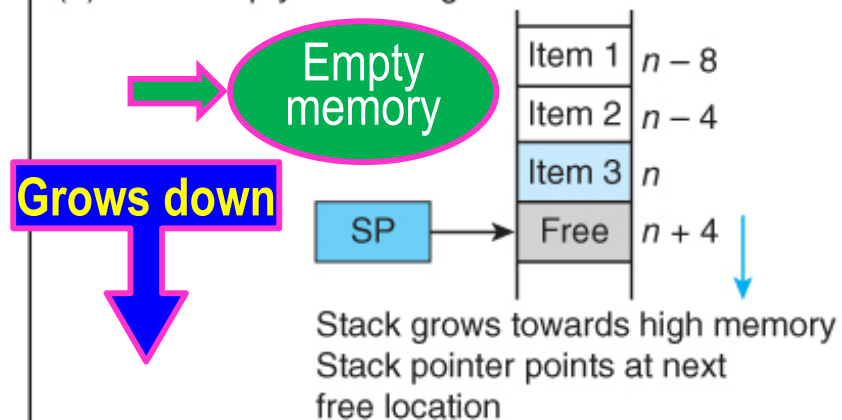 Empty
memory
Grows down
Item 1 n – 8
Item 2 n – 4
Item 3 n
SP Free n + 4
Stack grows towards high memory
Stack pointer points at next
free location